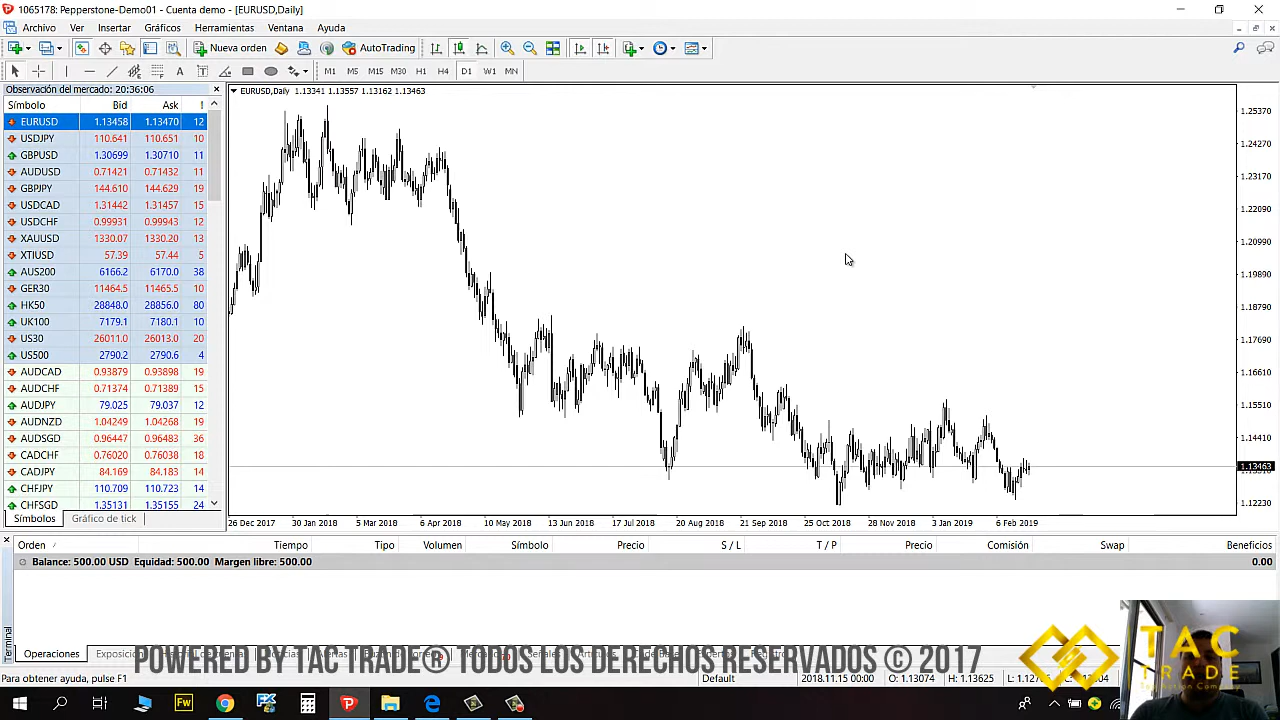 1065178: Pepperstone-Demo01 - Cuenta demo - [EURUSD,Daily]
Archivo Ver Insertar Gráficos Herramientas Ventana Ayuda
Nueva orden AutoTrading
M1 M5 M15 M30 H1 H4 D1 W1 MN
Observación del mercado: 20:36:06
Símbolo Bid Ask !
EURUSD 1.13458 1.13470 12
USDJPY 110.641 110.651 10
GBPUSD 1.30699 1.30710 11
AUDUSD 0.71421 0.71432 11
GBPJPY 144.610 144.629 19
USDCAD 1.31442 1.31457 15
USDCHF 0.99931 0.99943 12
XAUUSD 1330.07 1330.20 13
XTIUSD 57.39 57.44 5
AUS200 6166.2 6170.0 38
GER30 11464.5 11465.5 10
HK50 28848.0 28856.0 80
UK100 7179.1 7180.1 10
US30 26011.0 26013.0 20
US500 2790.2 2790.6 4
AUDCAD 0.93879 0.93898 19
AUDCHF 0.71374 0.71389 15
AUDJPY 79.025 79.037 12
AUDNZD 1.04249 1.04268 19
AUDSGD 0.96447 0.96483 36
CADCHF 0.76020 0.76038 18
CADJPY 84.169 84.183 14
CHFJPY 110.709 110.723 14
CHFSGD 1.35131 1.35155 24
Símbolos Gráfico de tick
EURUSD,Daily 1.13341 1.13557 1.13162 1.13463
1.25370
1.24270
1.23170
1.22090
1.20990
1.19890
1.18790
1.17690
1.16610
1.15510
1.14410
1.13463
1.12230
26 Dec 2017 30 Jan 2018 5 Mar 2018 6 Apr 2018 10 May 2018 13 Jun 2018 17 Jul 2018 20 Aug 2018 21 Sep 2018 25 Oct 2018 28 Nov 2018 3 Jan 2019 6 Feb 2019
Orden Tiempo Tipo Volumen Símbolo Precio S / L T / P Precio Comisión Swap Beneficios
Balance: 500.00 USD Equidad: 500.00 Margen libre: 500.00 0.00
Terminal
Operaciones
POWERED BY TAC TRADE® TODOS LOS DERECHOS RESERVADOS © 2017
TAC
TRADE
Para obtener ayuda, pulse F1 Default 2018.11.15 00:00 O: 1.13074 H: 1.13625
Fw